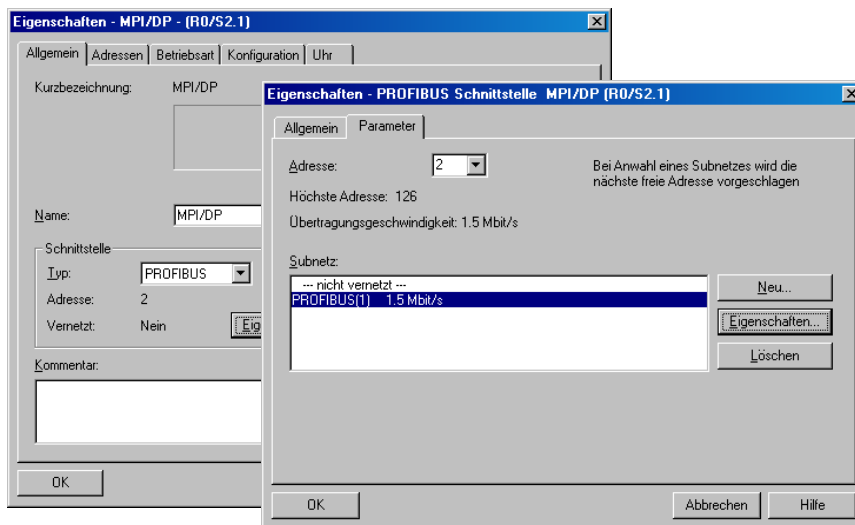 Eigenschaften - MPI/DP - (R0/S2.1)
Allgemein Adressen Betriebsart Konfiguration Uhr
Kurzbezeichnung: MPI/DP
Name: MPI/DP
Schnittstelle
Typ: PROFIBUS
Adresse: 2
Vernetzt: Nein Eig
Kommentar:
OK
Eigenschaften - PROFIBUS Schnittstelle MPI/DP (R0/S2.1)
Allgemein Parameter
Adresse: 2
Bei Anwahl eines Subnetzes wird die
nächste freie Adresse vorgeschlagen
Höchste Adresse: 126
Übertragungsgeschwindigkeit: 1.5 Mbit/s
Subnetz:
--- nicht vernetzt ---
PROFIBUS(1) 1.5 Mbit/s
Neu...
Eigenschaften...
Löschen
OK Abbrechen Hilfe